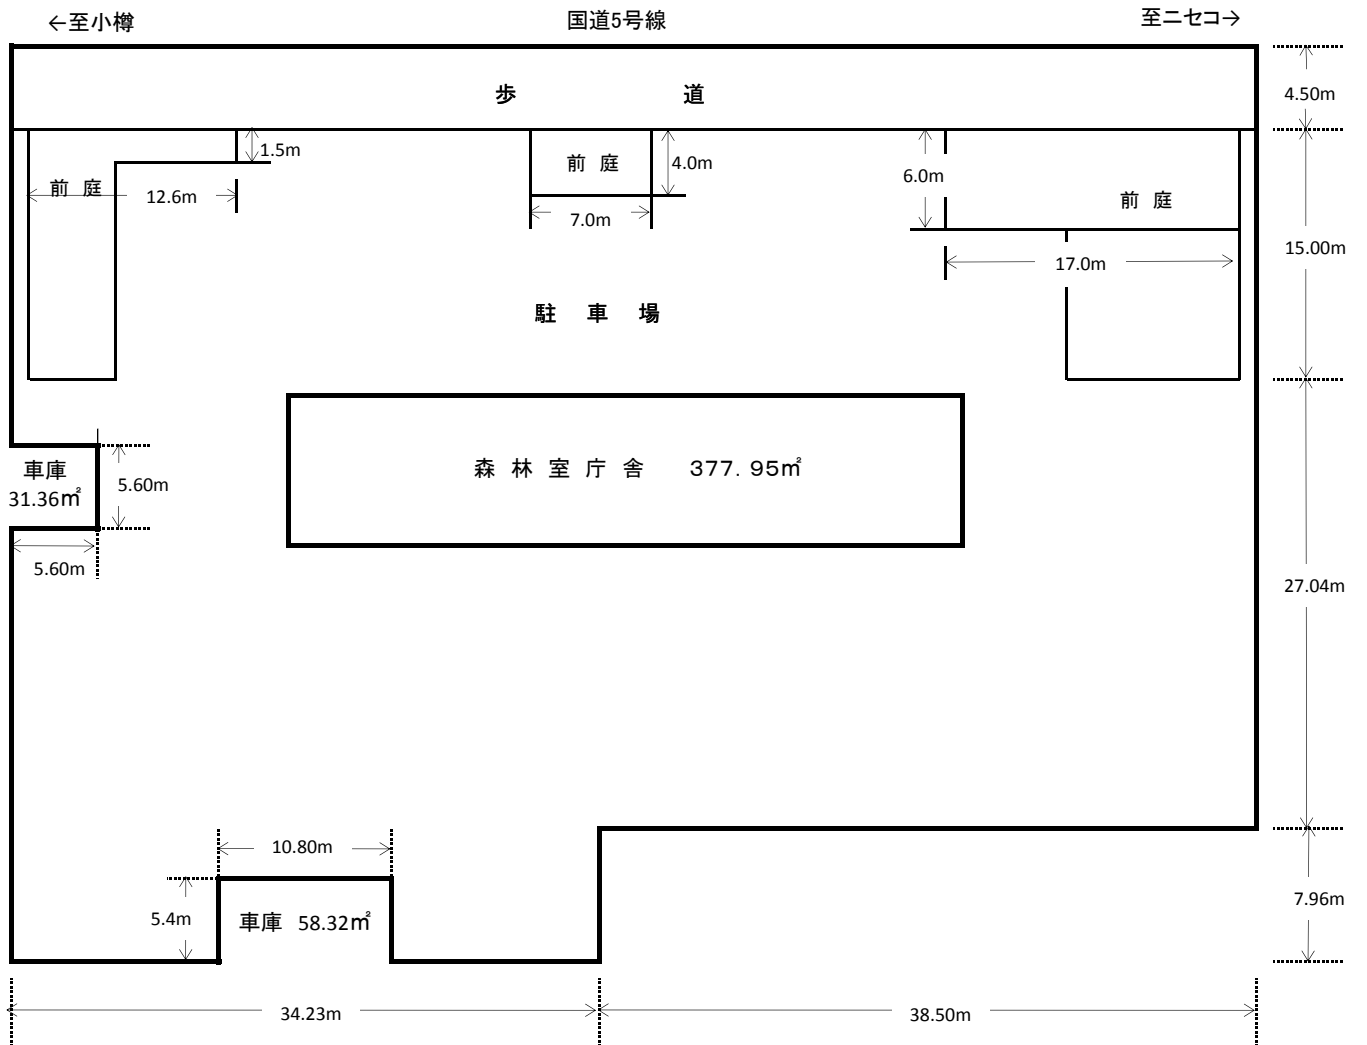 ←至小樽 国道5号線 至ニセコ→
歩 道
4.50m
1.5m
前 庭
4.0m
6.0m
前 庭
12.6m
前 庭
7.0m
15.00m
17.0m
駐 車 場
車庫
31.36㎡
5.60m
森 林 室 庁 舎 377.95㎡
5.60m
27.04m
10.80m
5.4m
車庫 58.32㎡
7.96m
34.23m
38.50m